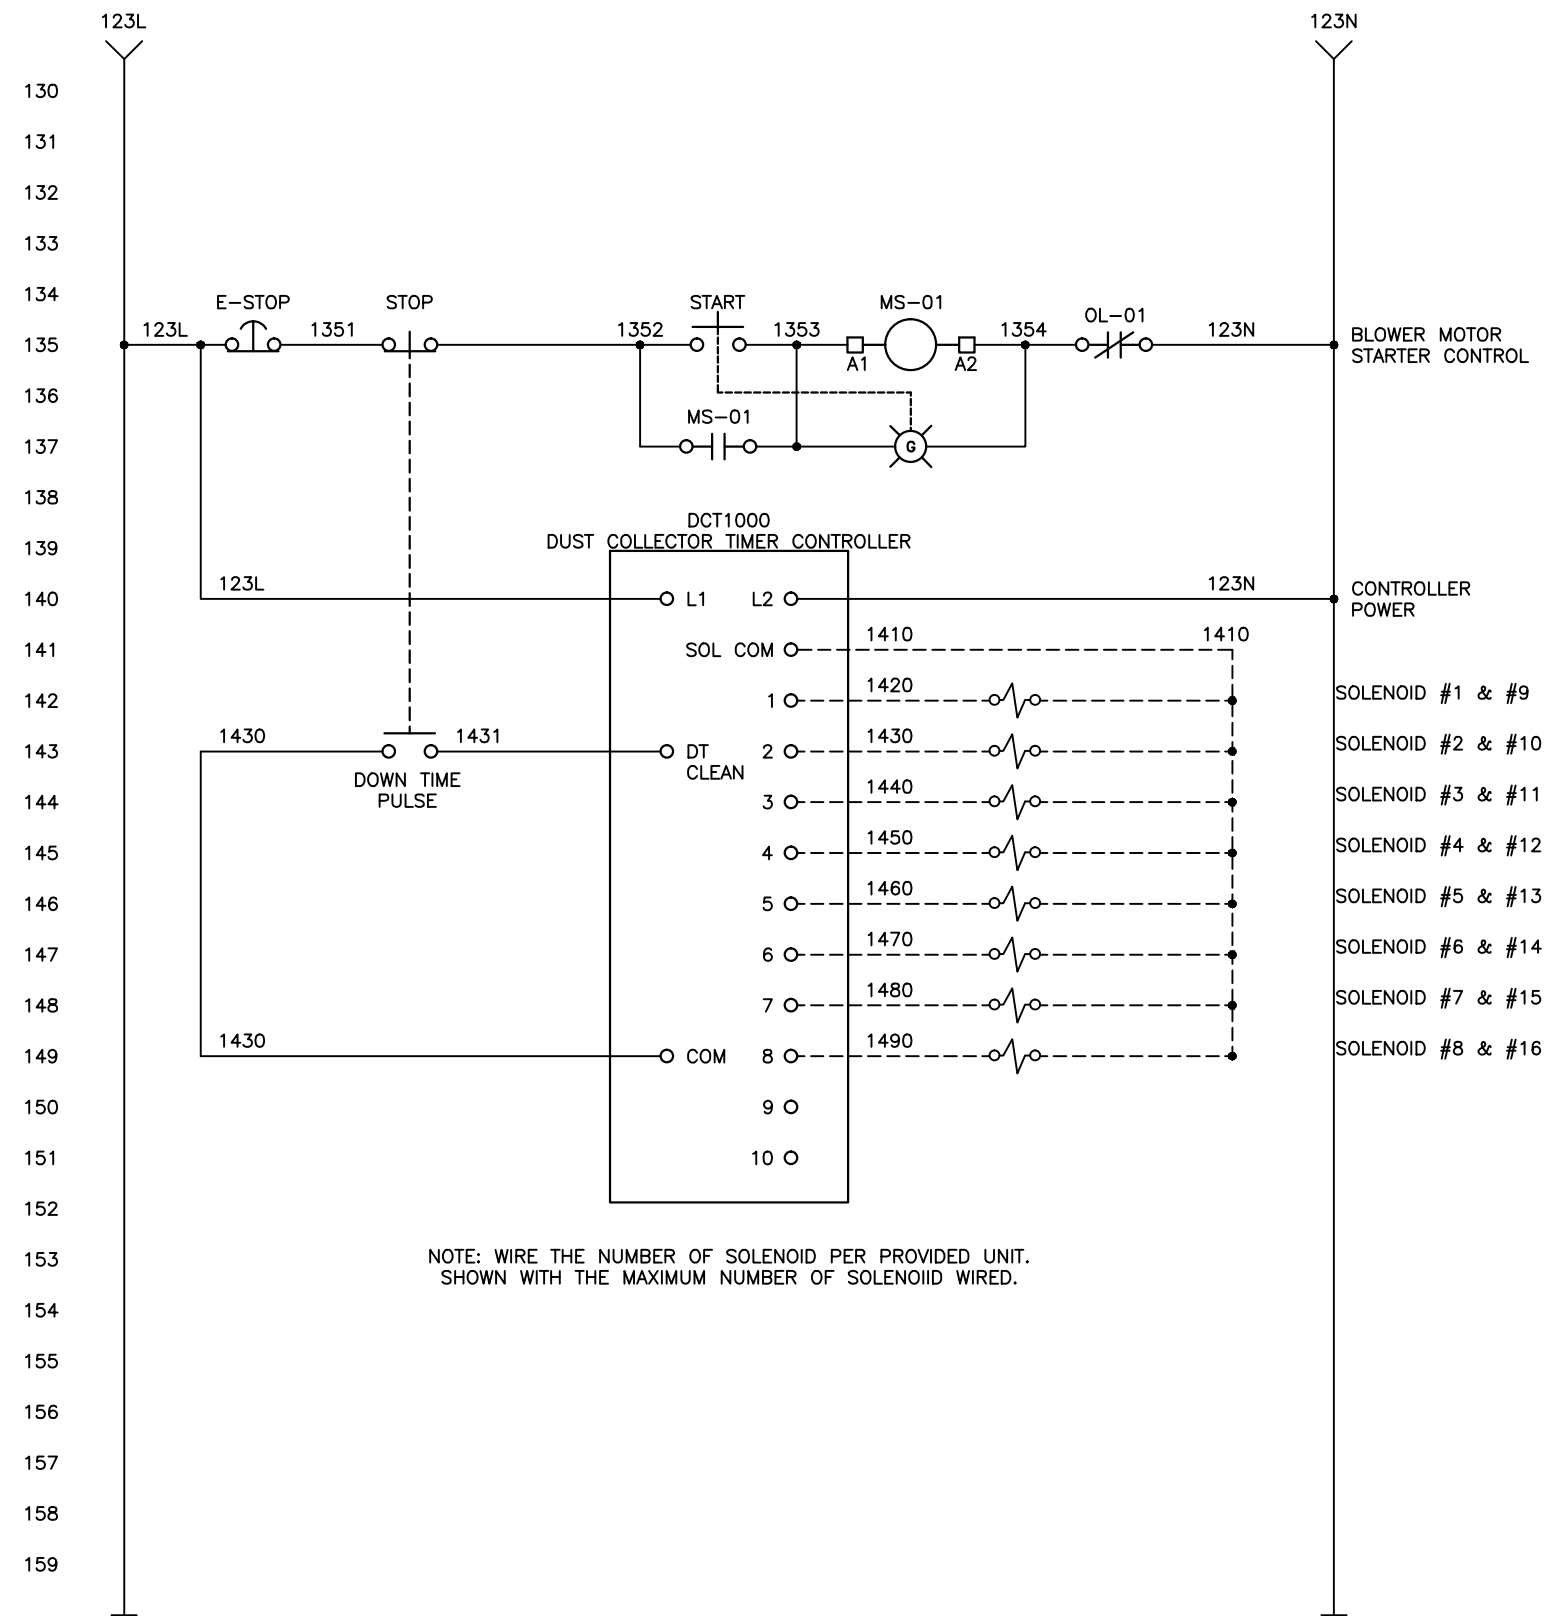 123L 123N
130
131
132
133
134
E-STOP STOP START MS-01 OL-01
135 123L 1351 1352 1353 1354 123N BLOWER MOTOR
A1 A2 STARTER CONTROL
136
MS-01
137 G
138
DCT1000
139 DUST COLLECTOR TIMER CONTROLLER
123L 123N
140 L1 L2 CONTROLLER
POWER
1410 1410
141 SOL COM
142 1 1420 SOLENOID #1 & #9
143 1430 1431 DT 2 1430 SOLENOID #2 & #10
CLEAN
DOWN TIME
PULSE
144 3 1440 SOLENOID #3 & #11
145 4 1450 SOLENOID #4 & #12
146 5 1460 SOLENOID #5 & #13
147 6 1470 SOLENOID #6 & #14
148 7 1480 SOLENOID #7 & #15
149 1430 COM 8 1490 SOLENOID #8 & #16
150 9
151 10
152
153 NOTE: WIRE THE NUMBER OF SOLENOID PER PROVIDED UNIT.
SHOWN WITH THE MAXIMUM NUMBER OF SOLENOIID WIRED.
154
155
156
157
158
159